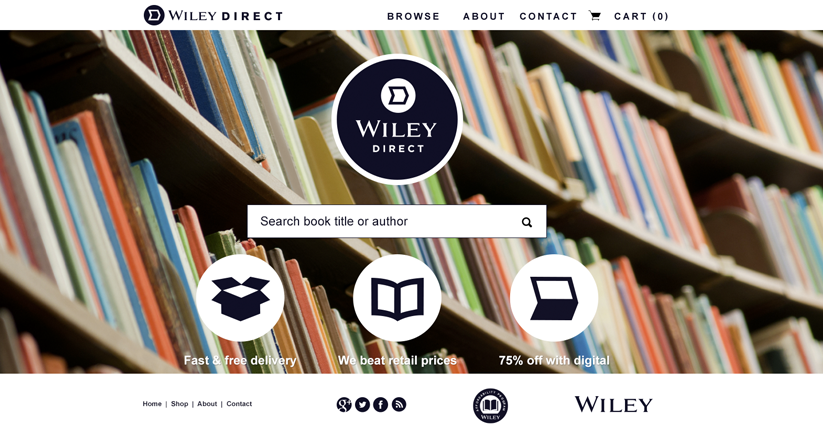 WILEY DIRECT
BROWSE ABOUT CONTACT CART (0)
WILEY
DIRECT
Search book title or author
Fast & free delivery We beat retail prices 75% off with digital
Home | Shop | About | Contact
WILEY
WILEY